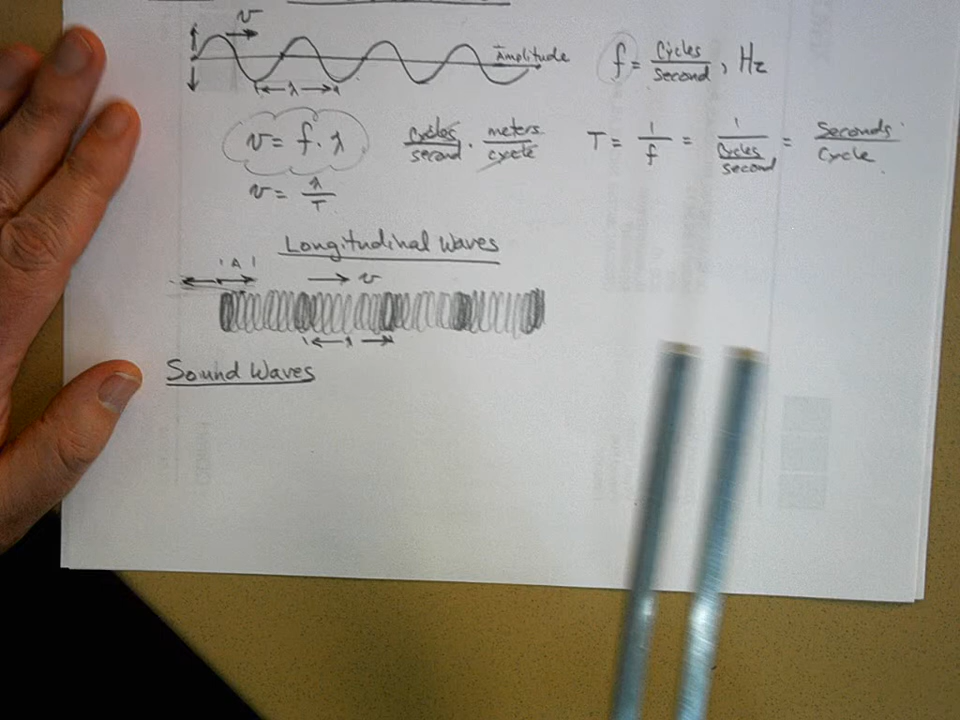 v
Amplitude
λ
f = cycles/second, Hz
v = f · λ
cycles/second · meters/cycle
T = 1/f = 1/cycles/second = seconds/cycle
v = λ/T
Longitudinal Waves
A
v
λ
Sound Waves